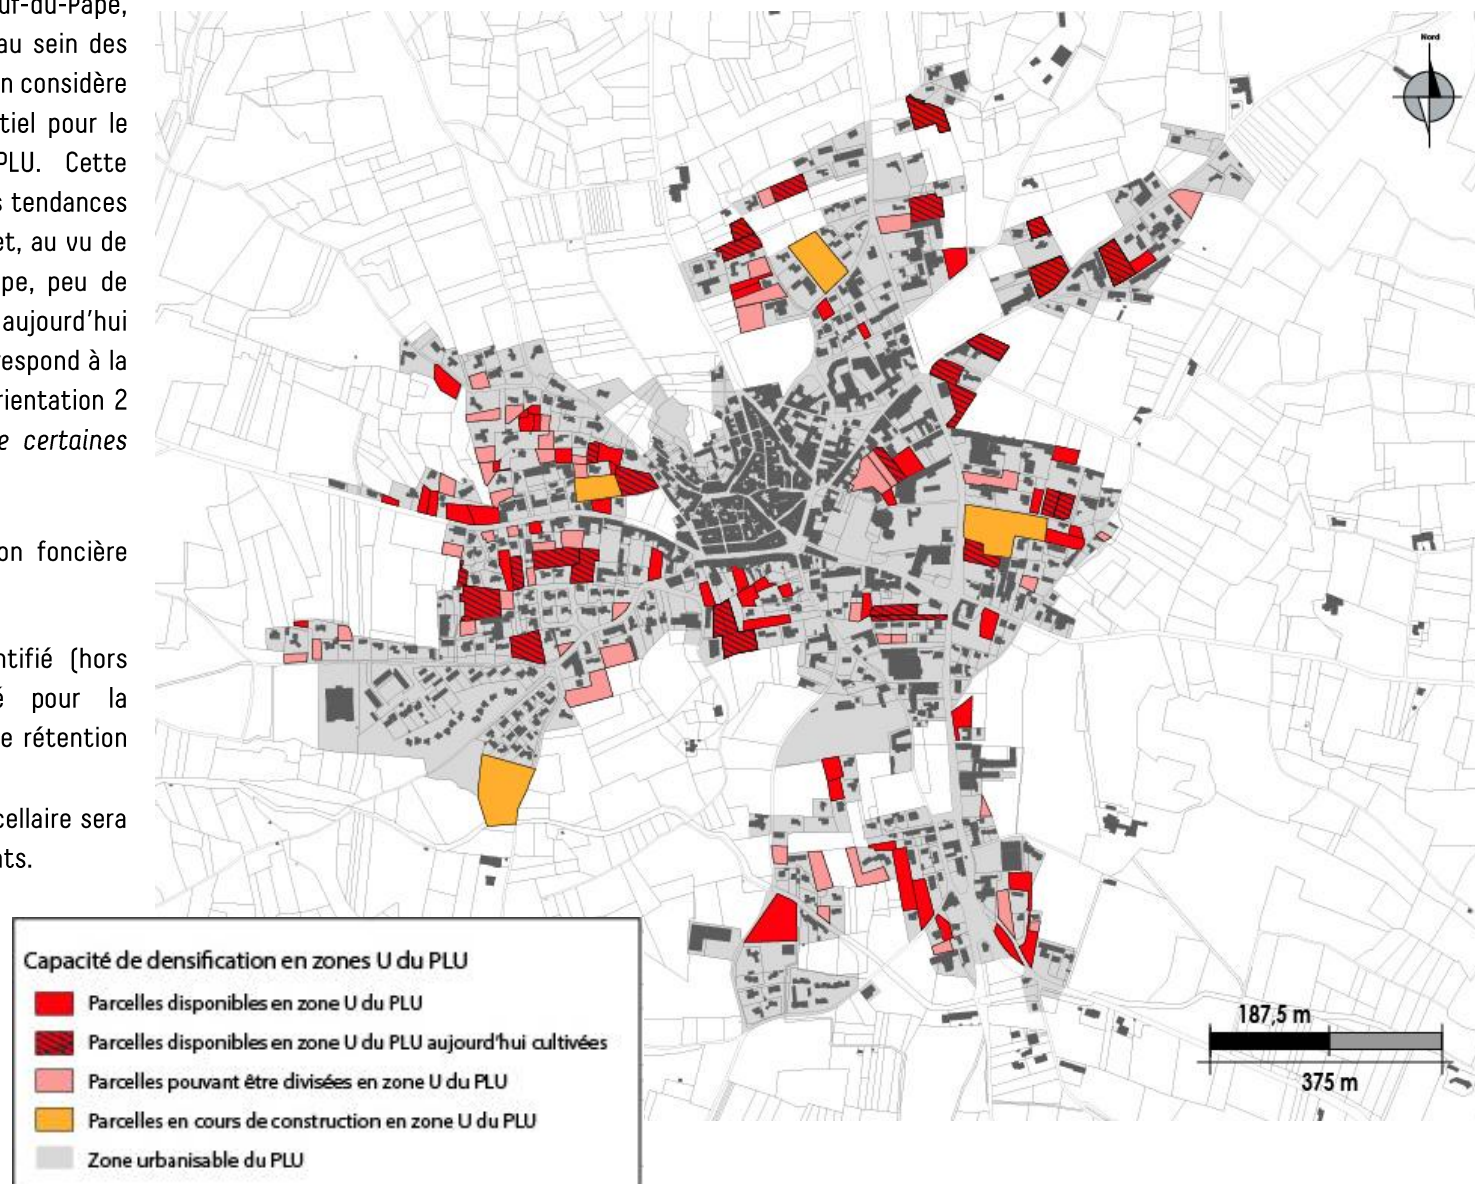 uf-du-Pape,
au sein des
n considère
tiel pour le
PLU. Cette
s tendances
et, au vu de
pe, peu de
aujourd'hui
respond à la
rientation 2
e certaines
on foncière
ntifié (hors
é pour la
e rétention
cellaire sera
nts.
Nord
Capacité de densification en zones U du PLU
Parcelles disponibles en zone U du PLU
Parcelles disponibles en zone U du PLU aujourd'hui cultivées
Parcelles pouvant être divisées en zone U du PLU
Parcelles en cours de construction en zone U du PLU
Zone urbanisable du PLU
187,5 m
375 m